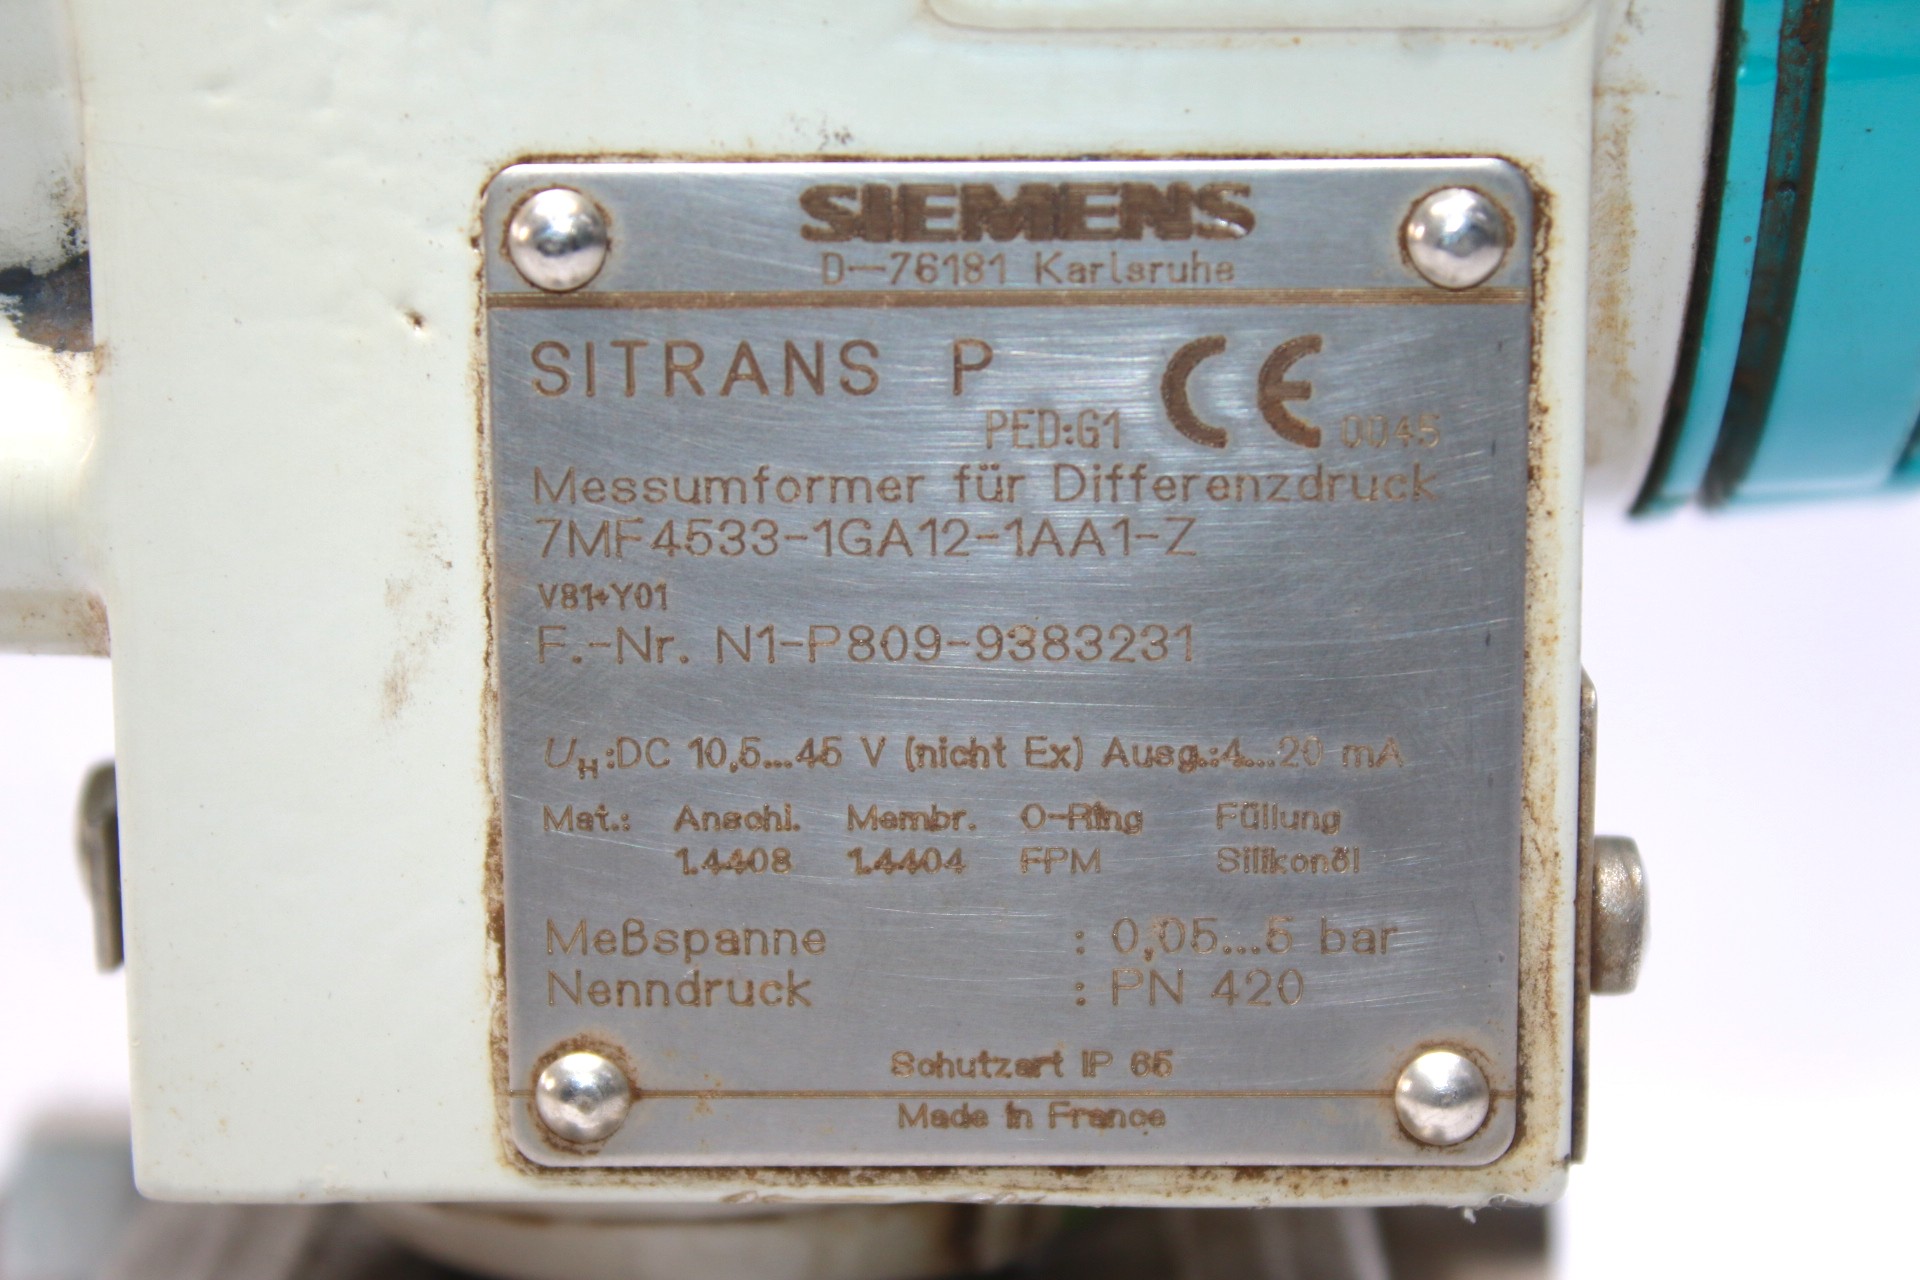 SIEMENS
D-76181 Karlsruhe
SITRANS P
PED:G1 CE 0045
Messumformer für Differenzdruck
7MF4533-1GA12-1AA1-Z
V81+Y01
F.-Nr. N1-P809-9383231
UH:DC 10,5...45 V (nicht Ex) Ausg.:4...20 mA
Mat.: Anschl. Membr. O-Ring Füllung
1.4408 1.4404 FPM Silikonöl
Meßspanne : 0,05...5 bar
Nenndruck : PN 420
Schutzart IP 65
Made in France